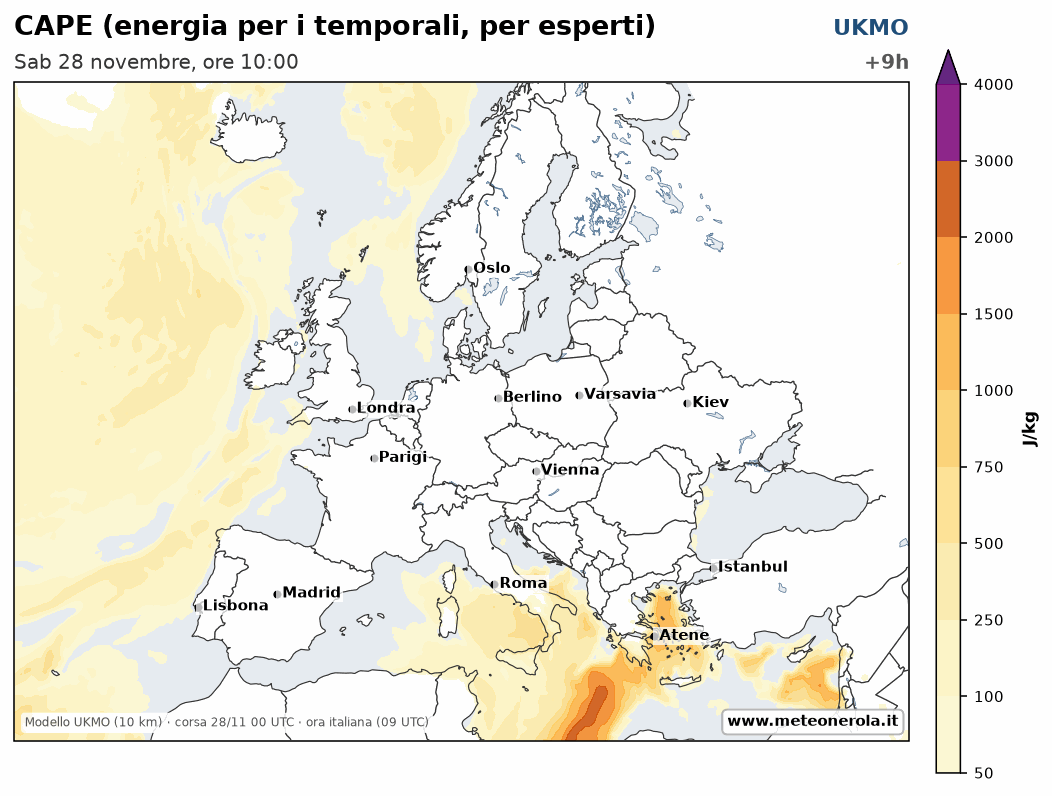 CAPE (energia per i temporali, per esperti)
UKMO
Sab 28 novembre, ore 10:00
+9h
4000
3000
2000
1500
1000
750
500
250
100
50
J/kg
Oslo
Berlino
Varsavia
Kiev
Londra
Parigi
Vienna
Istanbul
Roma
Madrid
Lisbona
Atene
Modello UKMO (10 km) · corsa 28/11 00 UTC · ora italiana (09 UTC)
www.meteonerola.it